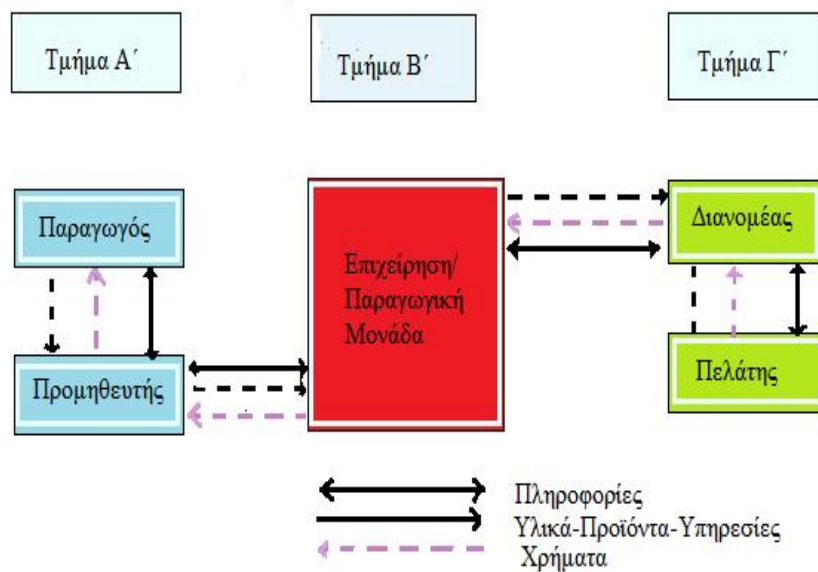 Τμήμα Α΄
Τμήμα Β΄
Τμήμα Γ΄
Παραγωγός
Προμηθευτής
Επιχείρηση/
Παραγωγική
Μονάδα
Διανομέας
Πελάτης
Πληροφορίες
Υλικά-Προϊόντα-Υπηρεσίες
Χρήματα